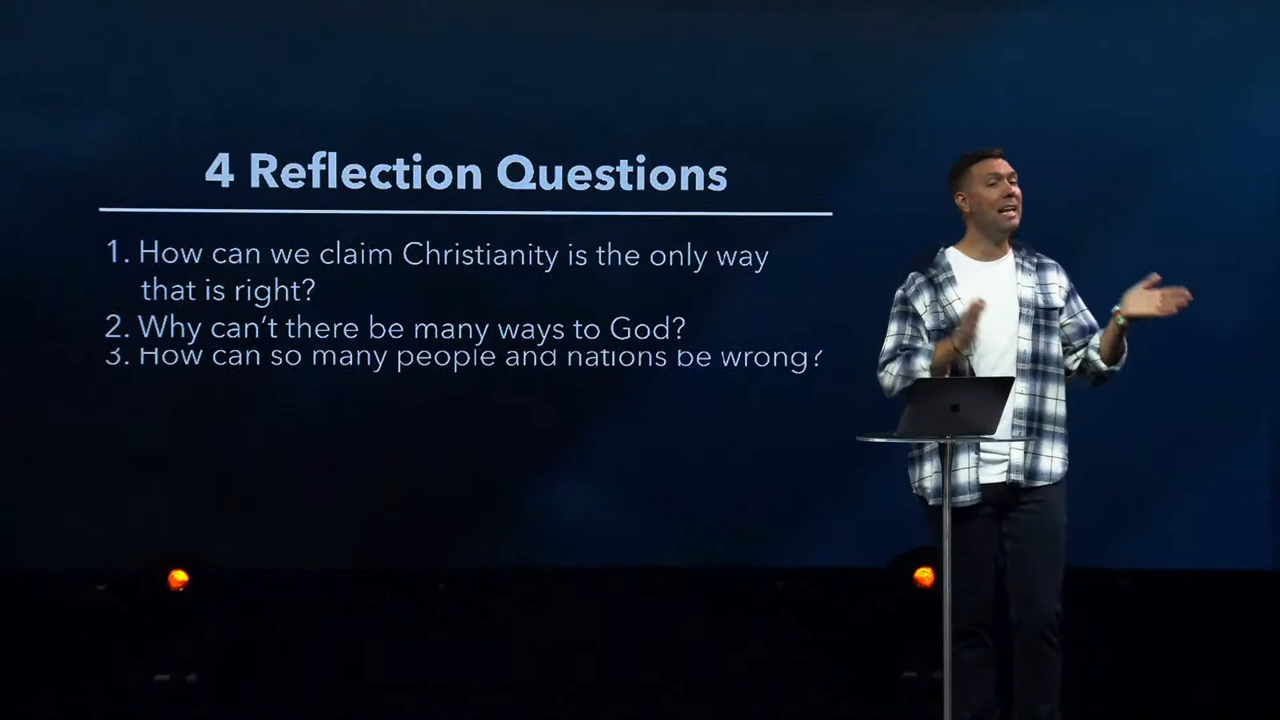 4 Reflection Questions
1. How can we claim Christianity is the only way
that is right?
2. Why can't there be many ways to God?
3. How can so many people and nations be wrong?